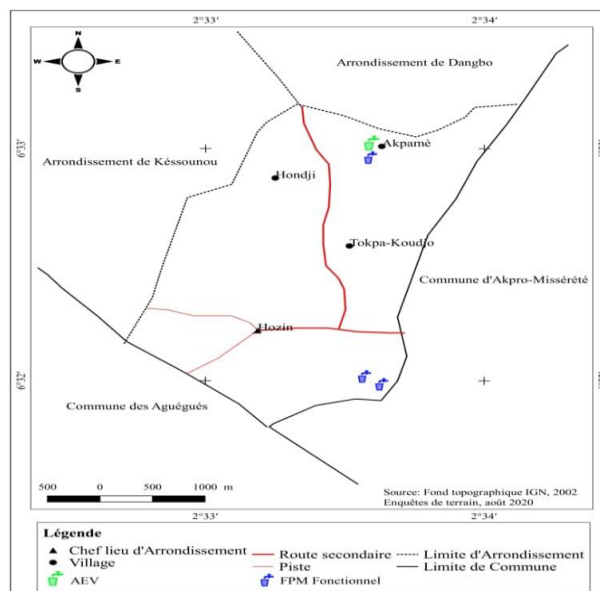 2°33'
2°34'
N
W
E
S
Arrondissement de Dangbo
6°33'
Akpamè
Arrondissement de Késsounou
Hondji
Tokpa-Koudjo
Commune d'Akpro-Missérété
Hozin
6°32'
Commune des Aguégués
500 0 500 1000 m
Source: Fond topographique IGN, 2002
Enquêtes de terrain, août 2020
2°33'
2°34'
Légende
Chef lieu d'Arrondissement
Route secondaire
Limite d'Arrondissement
Village
Piste
Limite de Commune
AEV
FPM Fonctionnel